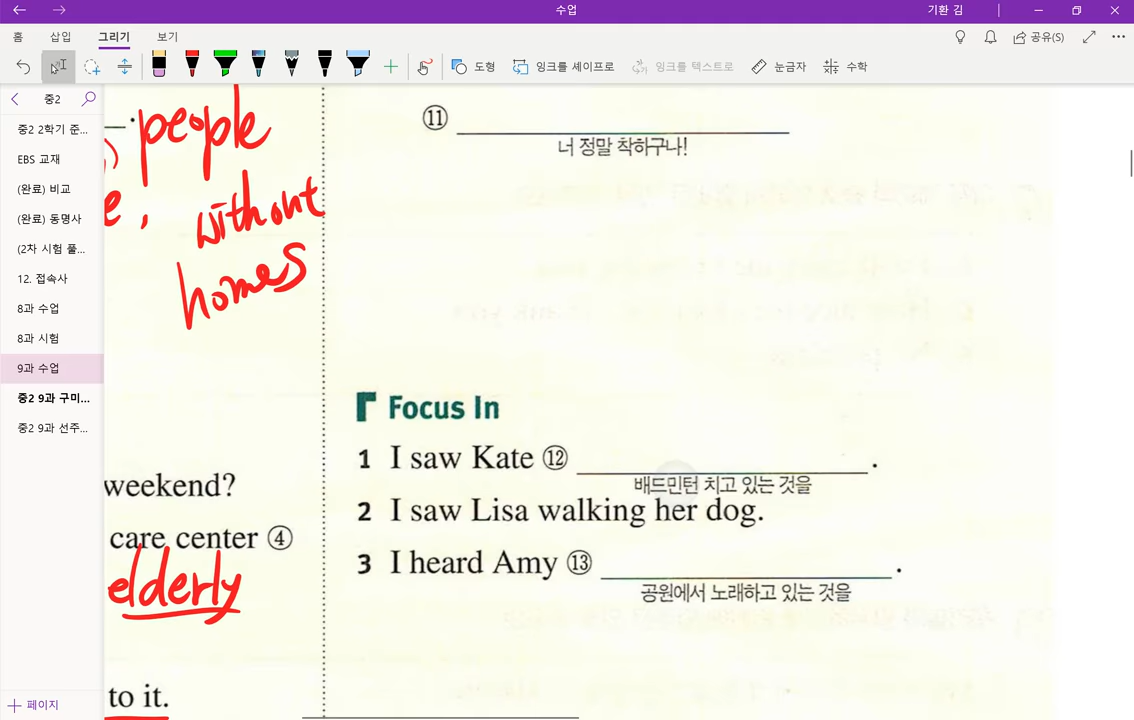 수업
기환 김
홈 삽입 그리기 보기
공유(S)
도형 잉크를 셰이프로 잉크를 텍스트로 눈금자 수학
중2
중2 2학기 준...
EBS 교재
(완료) 비교
(완료) 동명사
(2차 시험 풀...
12. 접속사
8과 수업
8과 시험
9과 수업
중2 9과 구미...
중2 9과 선주...
페이지
people
e, without
homes
weekend?
care center ④
elderly
to it.
⑪
너 정말 착하구나!
Focus In
1 I saw Kate ⑫ .
배드민턴 치고 있는 것을
2 I saw Lisa walking her dog.
3 I heard Amy ⑬ .
공원에서 노래하고 있는 것을